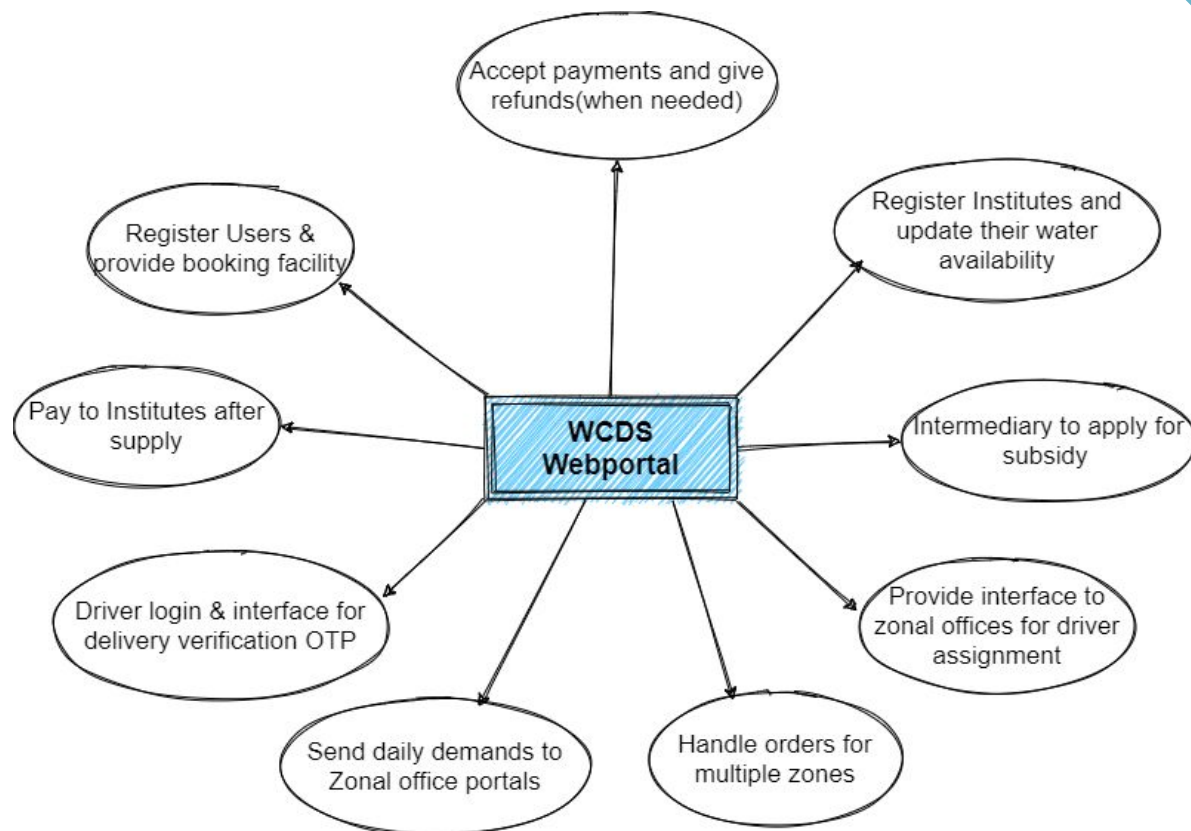 Accept payments and give
refunds(when needed)
Register Users &
provide booking facility
Register Institutes and
update their water
availability
Pay to Institutes after
supply
WCDS
Webportal
Intermediary to apply for
subsidy
Driver login & interface for
delivery verification OTP
Provide interface to
zonal offices for driver
assignment
Send daily demands to
Zonal office portals
Handle orders for
multiple zones